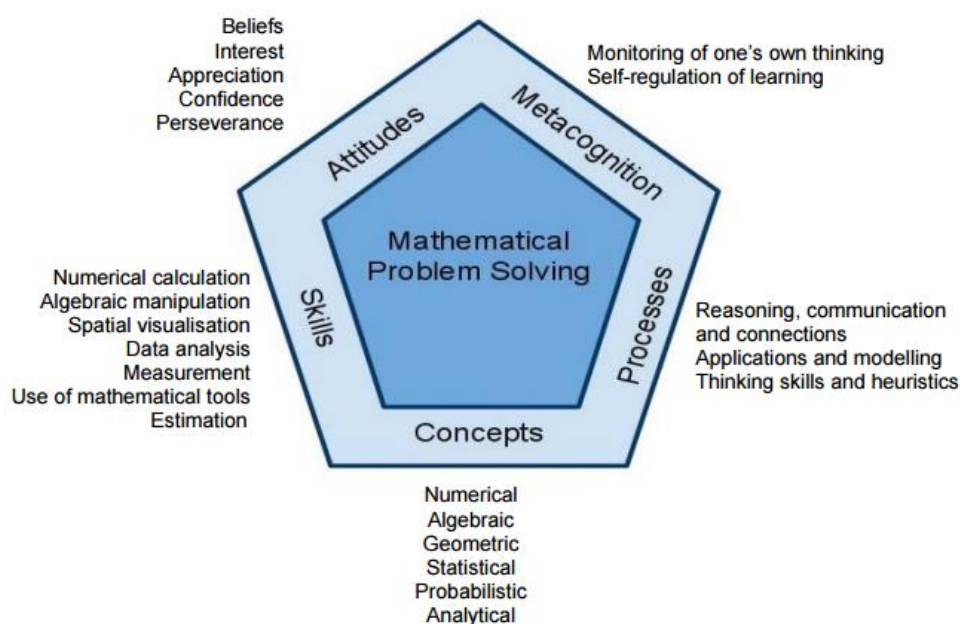 Beliefs
Interest
Appreciation
Confidence
Perseverance
Monitoring of one's own thinking
Self-regulation of learning
Attitudes
Metacognition
Mathematical
Problem Solving
Numerical calculation
Algebraic manipulation
Spatial visualisation
Data analysis
Measurement
Use of mathematical tools
Estimation
Skills
Processes
Reasoning, communication
and connections
Applications and modelling
Thinking skills and heuristics
Concepts
Numerical
Algebraic
Geometric
Statistical
Probabilistic
Analytical